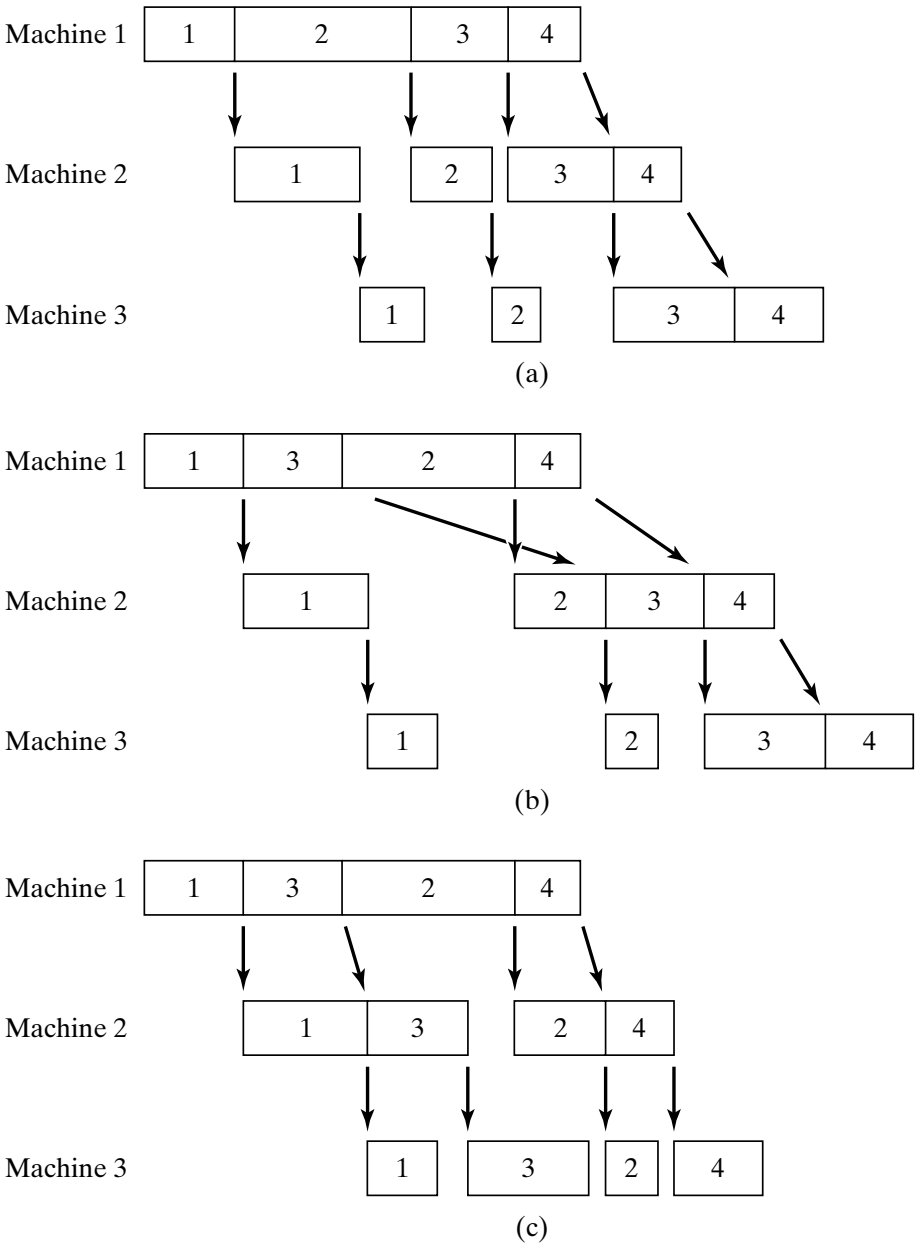 Machine 1 1 2 3 4
Machine 2 1 2 3 4
Machine 3 1 2 3 4
(a)
Machine 1 1 3 2 4
Machine 2 1 2 3 4
Machine 3 1 2 3 4
(b)
Machine 1 1 3 2 4
Machine 2 1 3 2 4
Machine 3 1 3 2 4
(c)